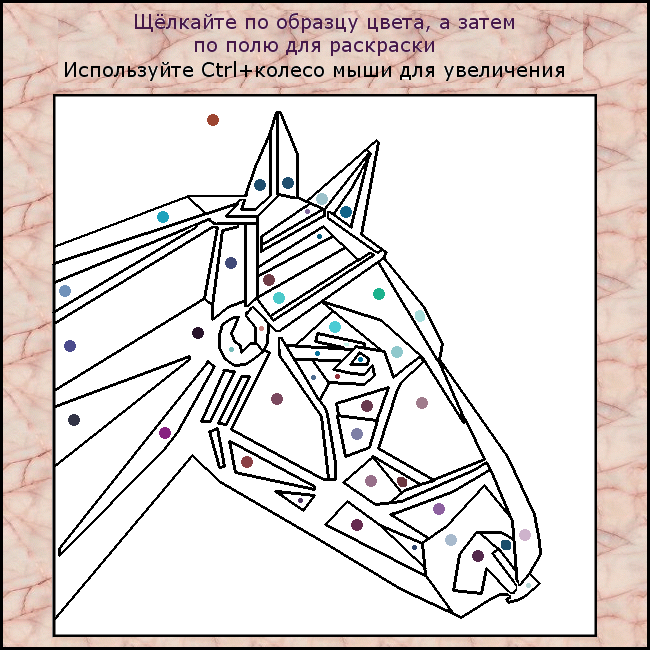 Щёлкайте по образцу цвета, а затем
по полю для раскраски
Используйте Ctrl+колесо мыши для увеличения